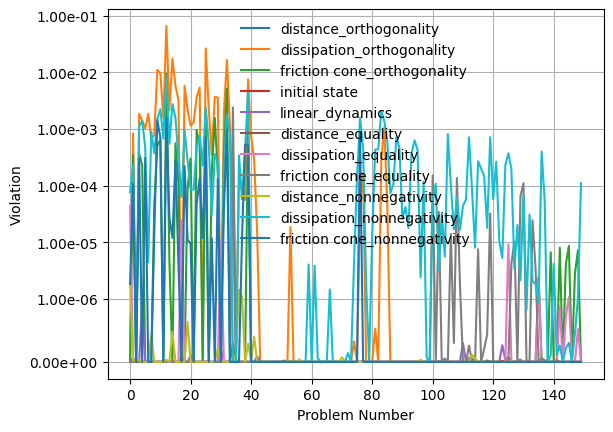 1.00e-01
1.00e-02
1.00e-03
1.00e-04
1.00e-05
1.00e-06
0.00e+00
Violation
distance_orthogonality
dissipation_orthogonality
friction cone_orthogonality
initial state
linear_dynamics
distance_equality
dissipation_equality
friction cone_equality
distance_nonnegativity
dissipation_nonnegativity
friction cone_nonnegativity
0 20 40 60 80 100 120 140
Problem Number